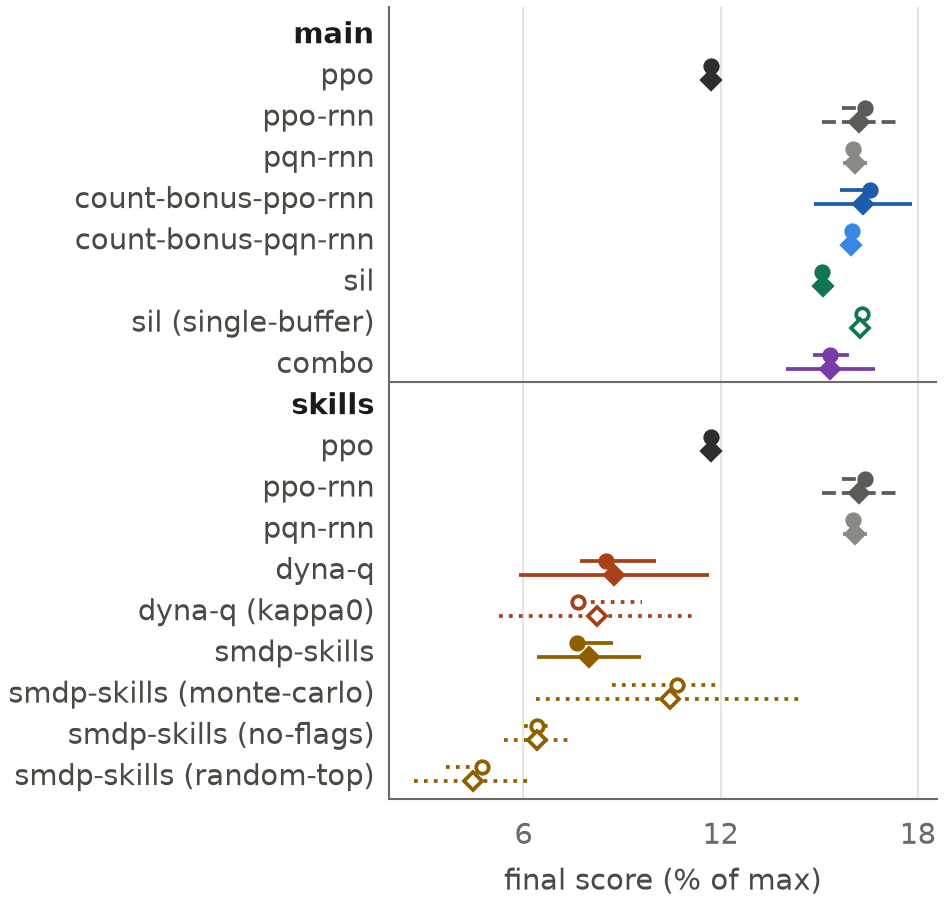 main
ppo
ppo-rnn
pqn-rnn
count-bonus-ppo-rnn
count-bonus-pqn-rnn
sil
sil (single-buffer)
combo
skills
ppo
ppo-rnn
pqn-rnn
dyna-q
dyna-q (kappa0)
smdp-skills
smdp-skills (monte-carlo)
smdp-skills (no-flags)
smdp-skills (random-top)
6 12 18
final score (% of max)